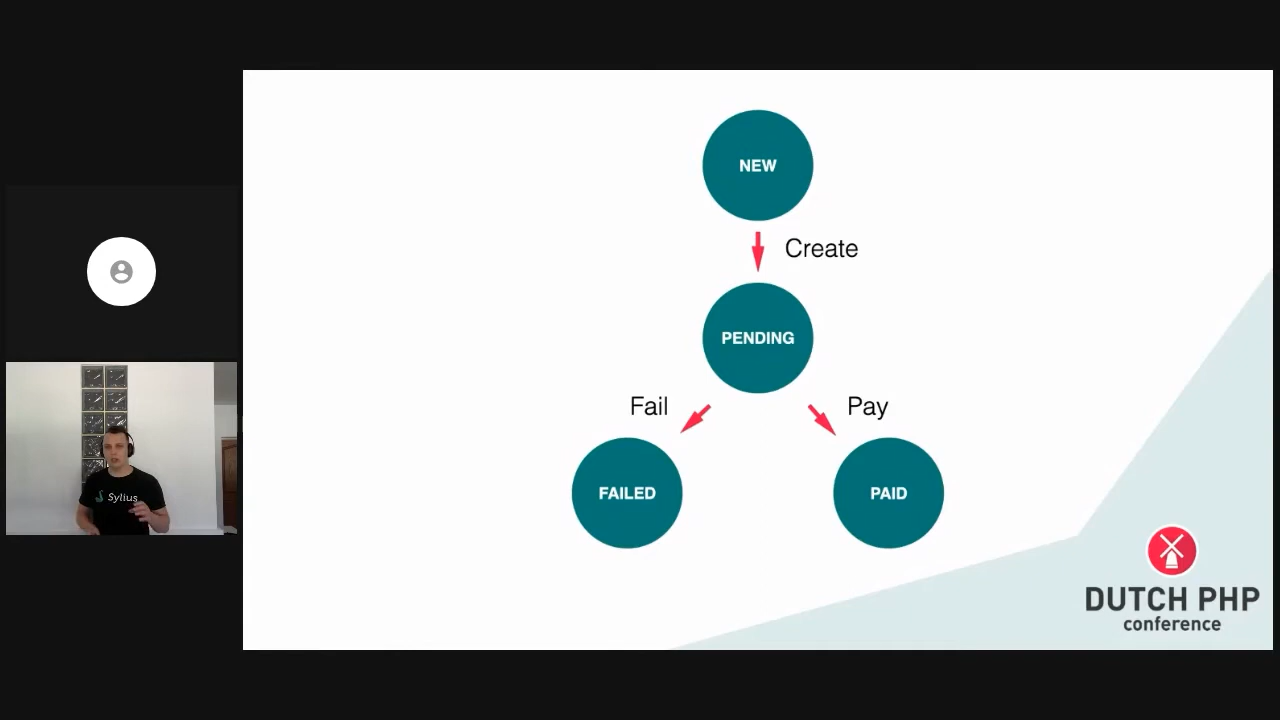 NEW
Create
PENDING
Fail
Pay
FAILED
PAID
Sylius
DUTCH PHP
conference